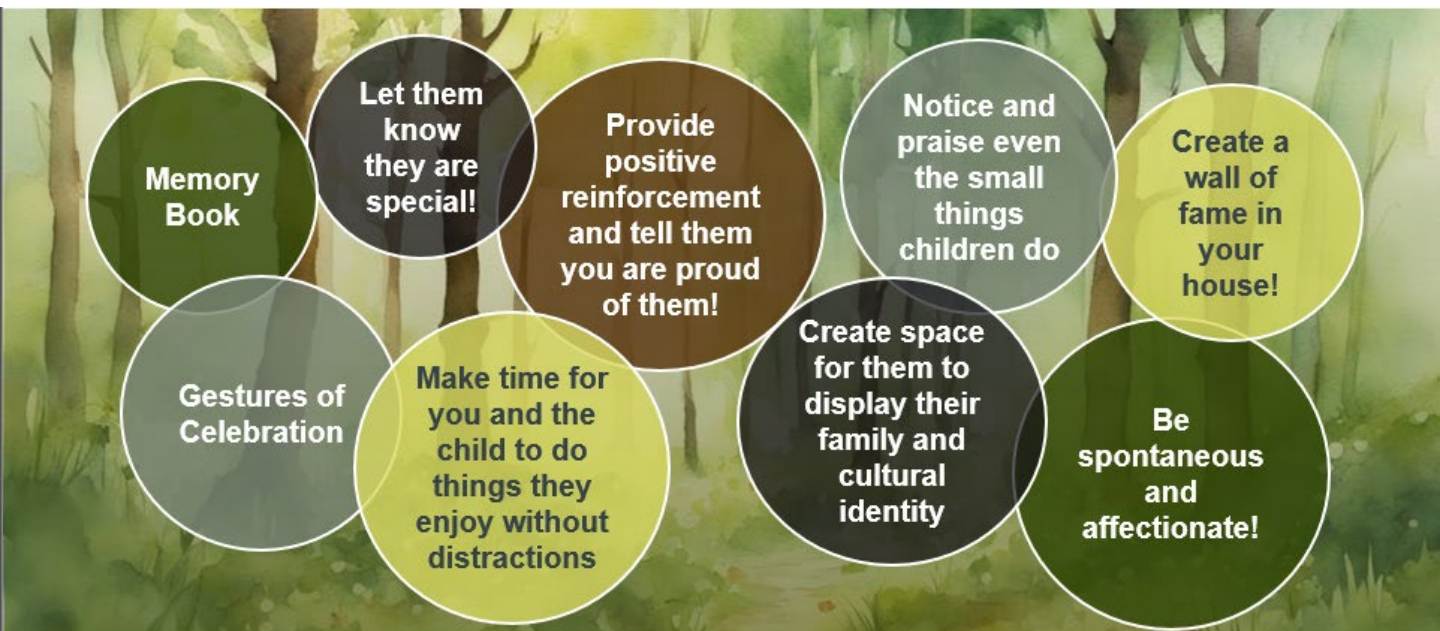 Memory
Book
Let them
know
they are
special!
Provide
positive
reinforcement
and tell them
you are proud
of them!
Notice and
praise even
the small
things
children do
Create a
wall of
fame in
your
house!
Gestures of
Celebration
Make time for
you and the
child to do
things they
enjoy without
distractions
Create space
for them to
display their
family and
cultural
identity
Be
spontaneous
and
affectionate!